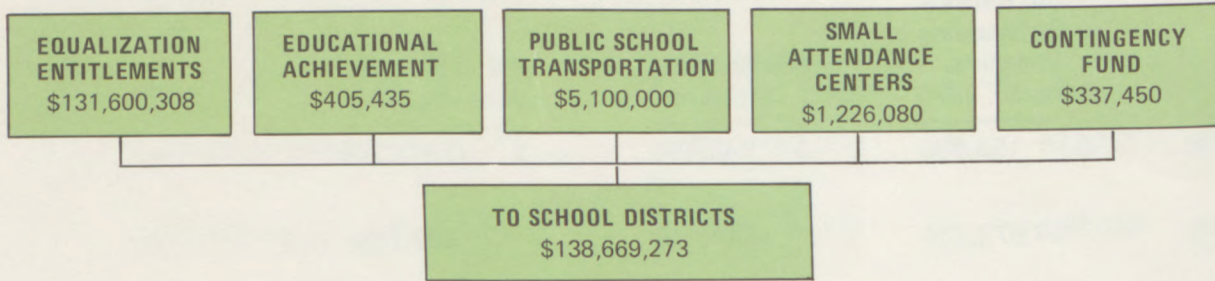 EQUALIZATION
ENTITLEMENTS
$131,600,308
EDUCATIONAL
ACHIEVEMENT
$405,435
PUBLIC SCHOOL
TRANSPORTATION
$5,100,000
SMALL
ATTENDANCE
CENTERS
$1,226,080
CONTINGENCY
FUND
$337,450
TO SCHOOL DISTRICTS
$138,669,273